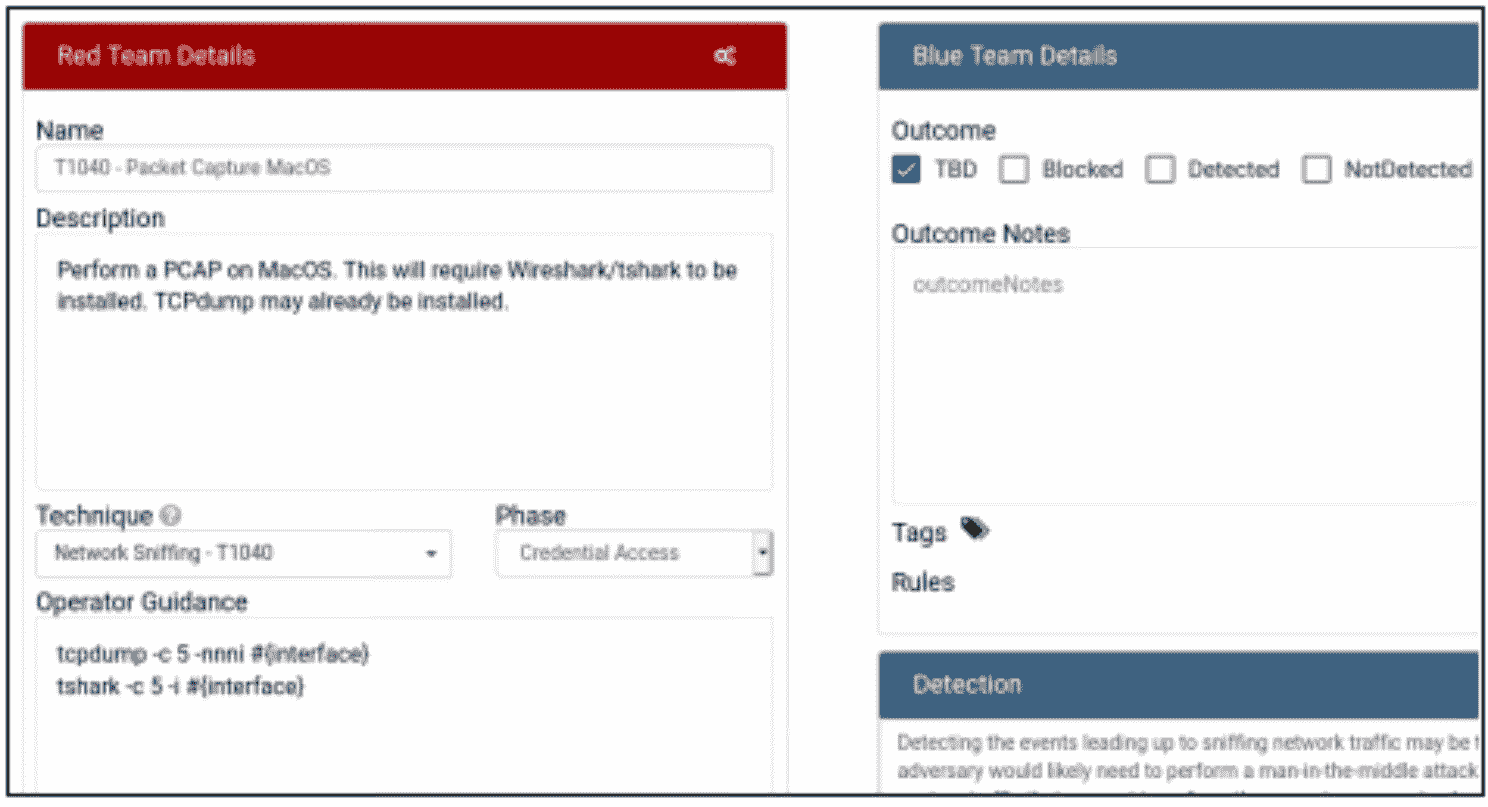 Red Team Details
Name
T1040 - Packet Capture MacOS
Description
Perform a PCAP on MacOS. This will require Wireshark/tshark to be
installed. TCPdump may already be installed.
Technique
Phase
Network Sniffing - T1040
Credential Access
Operator Guidance
tcpdump -c 5 -nnni #{interface}
tshark -c 5 -i #{interface}
Blue Team Details
Outcome
TBD Blocked Detected NotDetected
Outcome Notes
outcomeNotes
Tags
Rules
Detection
Detecting the events leading up to sniffing network traffic may be
adversary would likely need to perform a man-in-the-middle attack